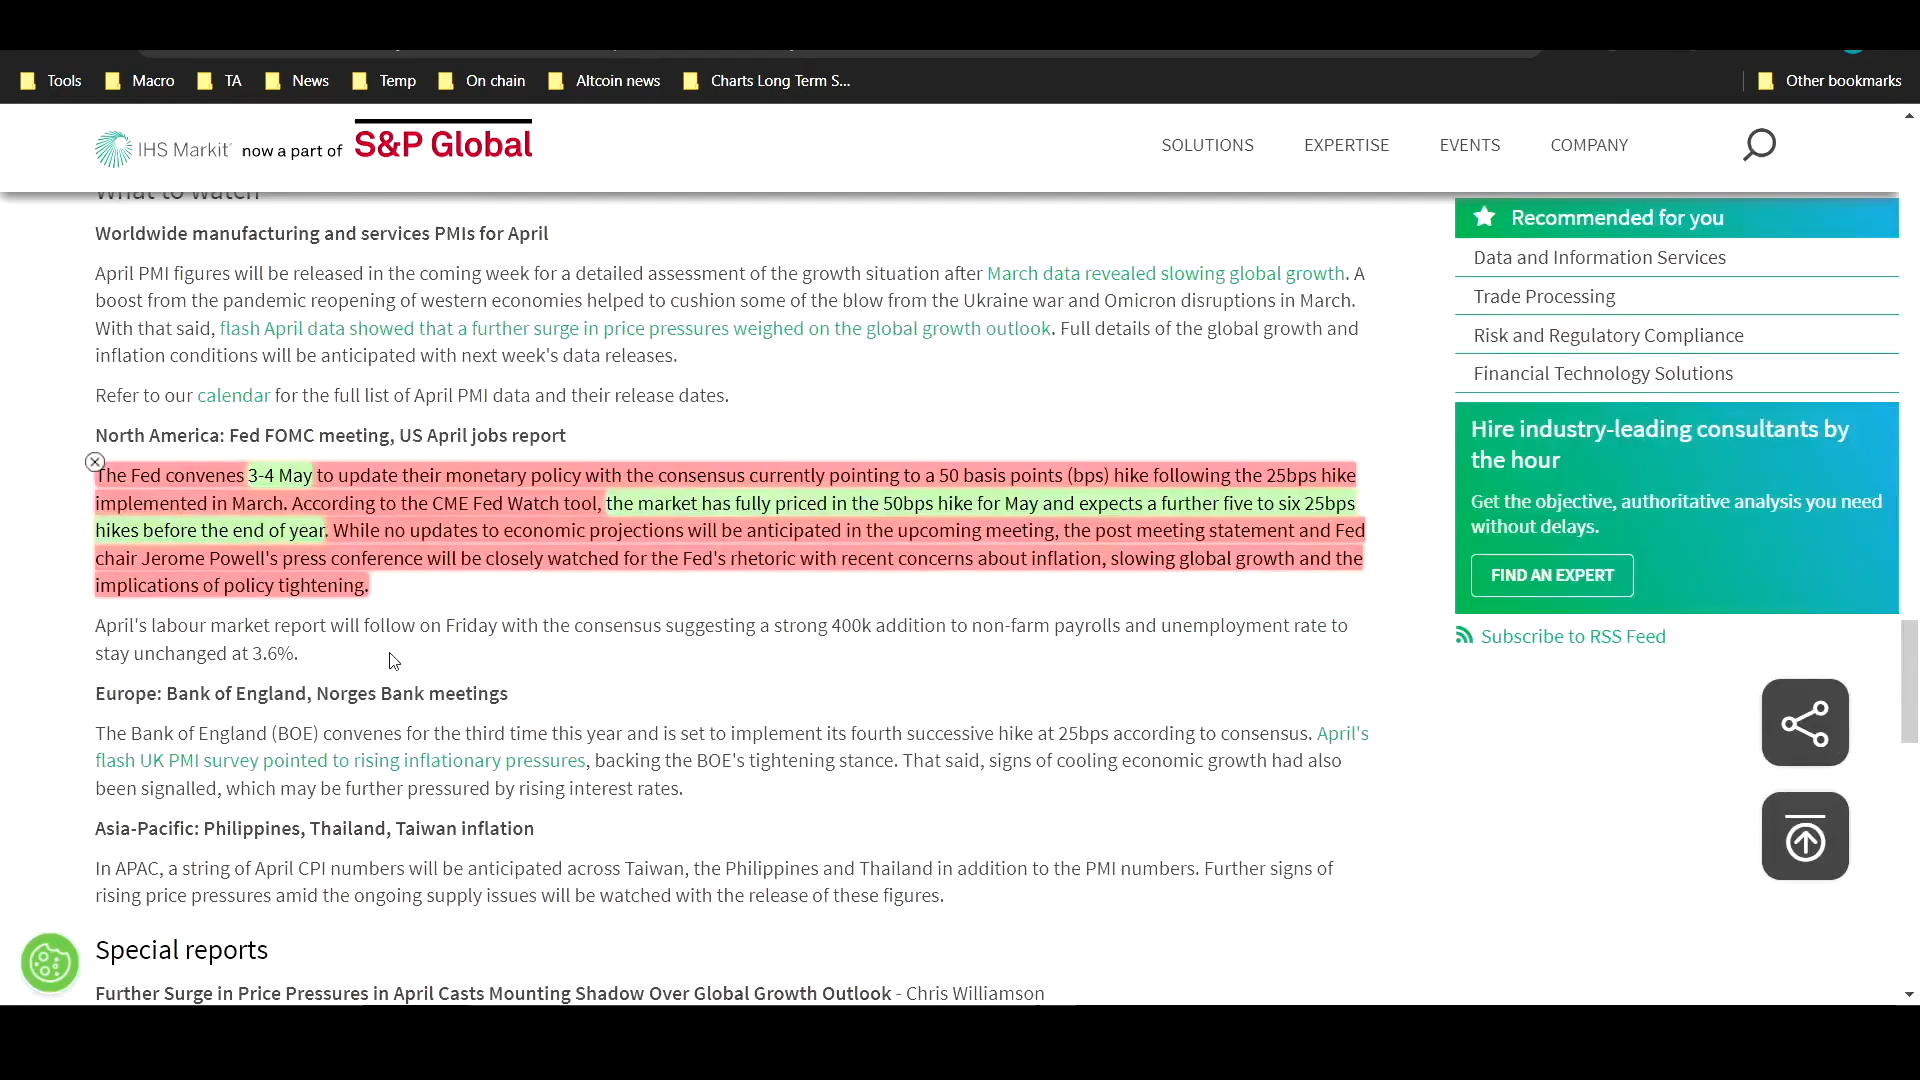 Tools Macro TA News Temp On chain Altcoin news Charts Long Term S... Other bookmarks
IHS Markit now a part of S&P Global SOLUTIONS EXPERTISE EVENTS COMPANY
What to watch
Worldwide manufacturing and services PMIs for April
April PMI figures will be released in the coming week for a detailed assessment of the growth situation after March data revealed slowing global growth. A
boost from the pandemic reopening of western economies helped to cushion some of the blow from the Ukraine war and Omicron disruptions in March.
With that said, flash April data showed that a further surge in price pressures weighed on the global growth outlook. Full details of the global growth and
inflation conditions will be anticipated with next week's data releases.
Refer to our calendar for the full list of April PMI data and their release dates.
North America: Fed FOMC meeting, US April jobs report
The Fed convenes 3-4 May to update their monetary policy with the consensus currently pointing to a 50 basis points (bps) hike following the 25bps hike
implemented in March. According to the CME Fed Watch tool, the market has fully priced in the 50bps hike for May and expects a further five to six 25bps
hikes before the end of year. While no updates to economic projections will be anticipated in the upcoming meeting, the post meeting statement and Fed
chair Jerome Powell's press conference will be closely watched for the Fed's rhetoric with recent concerns about inflation, slowing global growth and the
implications of policy tightening.
April's labour market report will follow on Friday with the consensus suggesting a strong 400k addition to non-farm payrolls and unemployment rate to
stay unchanged at 3.6%.
Europe: Bank of England, Norges Bank meetings
The Bank of England (BOE) convenes for the third time this year and is set to implement its fourth successive hike at 25bps according to consensus. April's
flash UK PMI survey pointed to rising inflationary pressures, backing the BOE's tightening stance. That said, signs of cooling economic growth had also
been signalled, which may be further pressured by rising interest rates.
Asia-Pacific: Philippines, Thailand, Taiwan inflation
In APAC, a string of April CPI numbers will be anticipated across Taiwan, the Philippines and Thailand in addition to the PMI numbers. Further signs of
rising price pressures amid the ongoing supply issues will be watched with the release of these figures.
Special reports
Further Surge in Price Pressures in April Casts Mounting Shadow Over Global Growth Outlook - Chris Williamson
Recommended for you
Data and Information Services
Trade Processing
Risk and Regulatory Compliance
Financial Technology Solutions
Hire industry-leading consultants by
the hour
Get the objective, authoritative analysis you need
without delays.
FIND AN EXPERT
Subscribe to RSS Feed